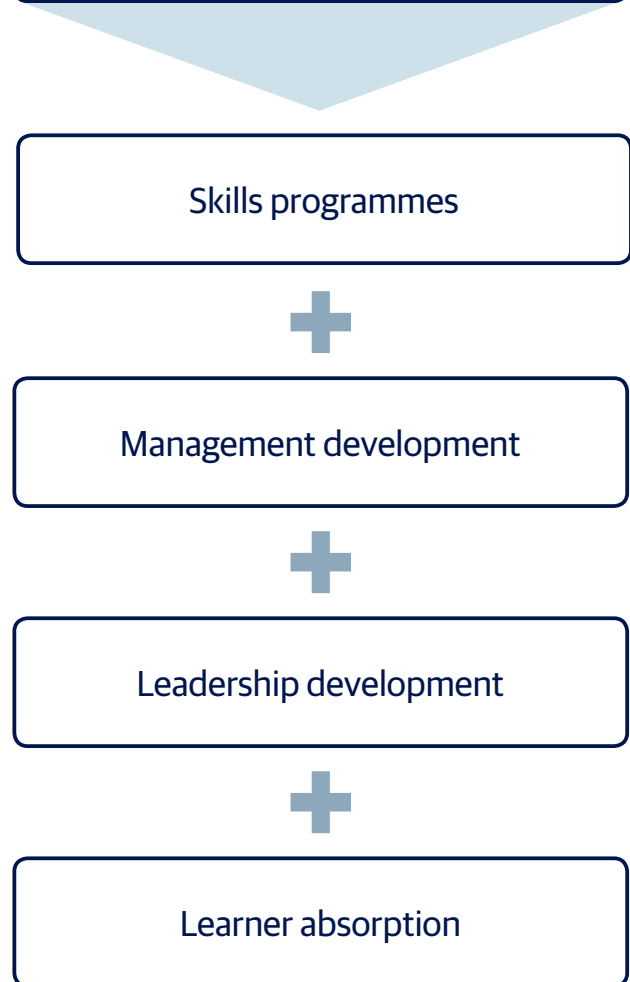 Skills programmes
Management development
Leadership development
Learner absorption